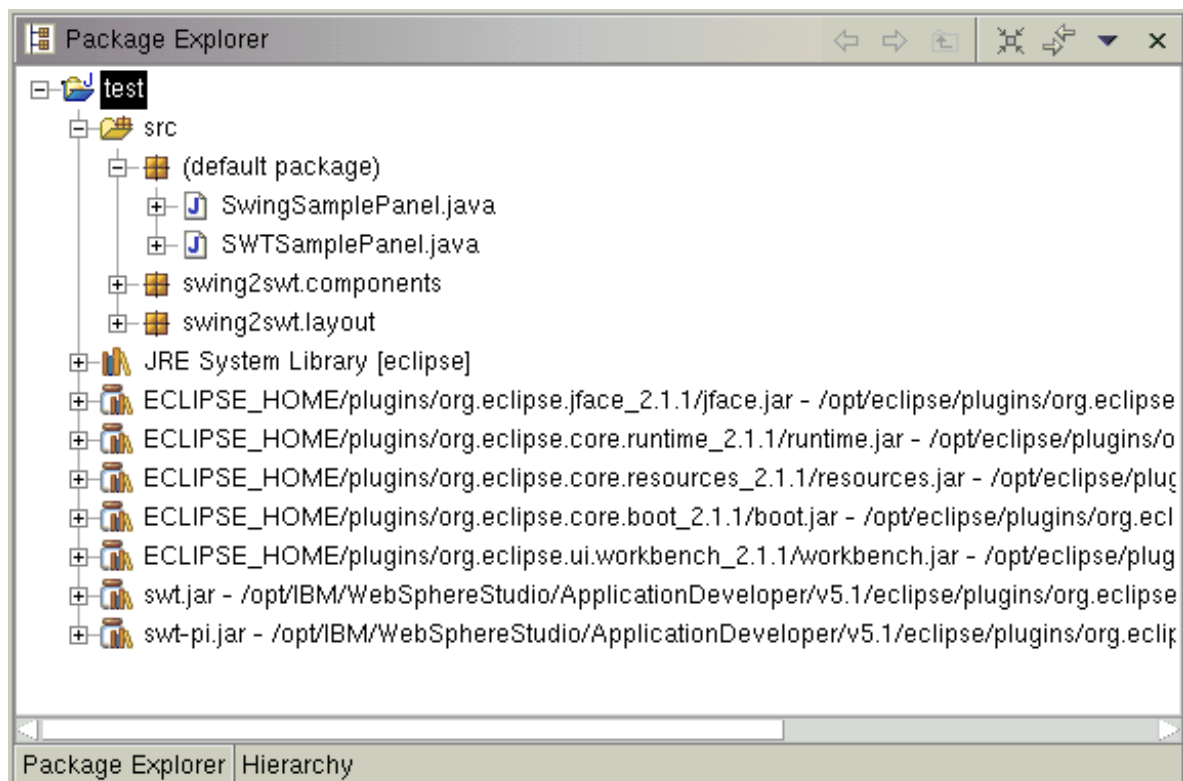 Package Explorer
test
src
(default package)
SwingSamplePanel.java
SWTSamplePanel.java
swing2swt.components
swing2swt.layout
JRE System Library [eclipse]
ECLIPSE_HOME/plugins/org.eclipse.jface_2.1.1/jface.jar - /opt/eclipse/plugins/org.eclipse
ECLIPSE_HOME/plugins/org.eclipse.core.runtime_2.1.1/runtime.jar - /opt/eclipse/plugins/o
ECLIPSE_HOME/plugins/org.eclipse.core.resources_2.1.1/resources.jar - /opt/eclipse/plug
ECLIPSE_HOME/plugins/org.eclipse.core.boot_2.1.1/boot.jar - /opt/eclipse/plugins/org.ecl
ECLIPSE_HOME/plugins/org.eclipse.ui.workbench_2.1.1/workbench.jar - /opt/eclipse/plug
swt.jar - /opt/IBM/WebSphereStudio/ApplicationDeveloper/v5.1/eclipse/plugins/org.eclipse
swt-pi.jar - /opt/IBM/WebSphereStudio/ApplicationDeveloper/v5.1/eclipse/plugins/org.eclip
Package Explorer Hierarchy